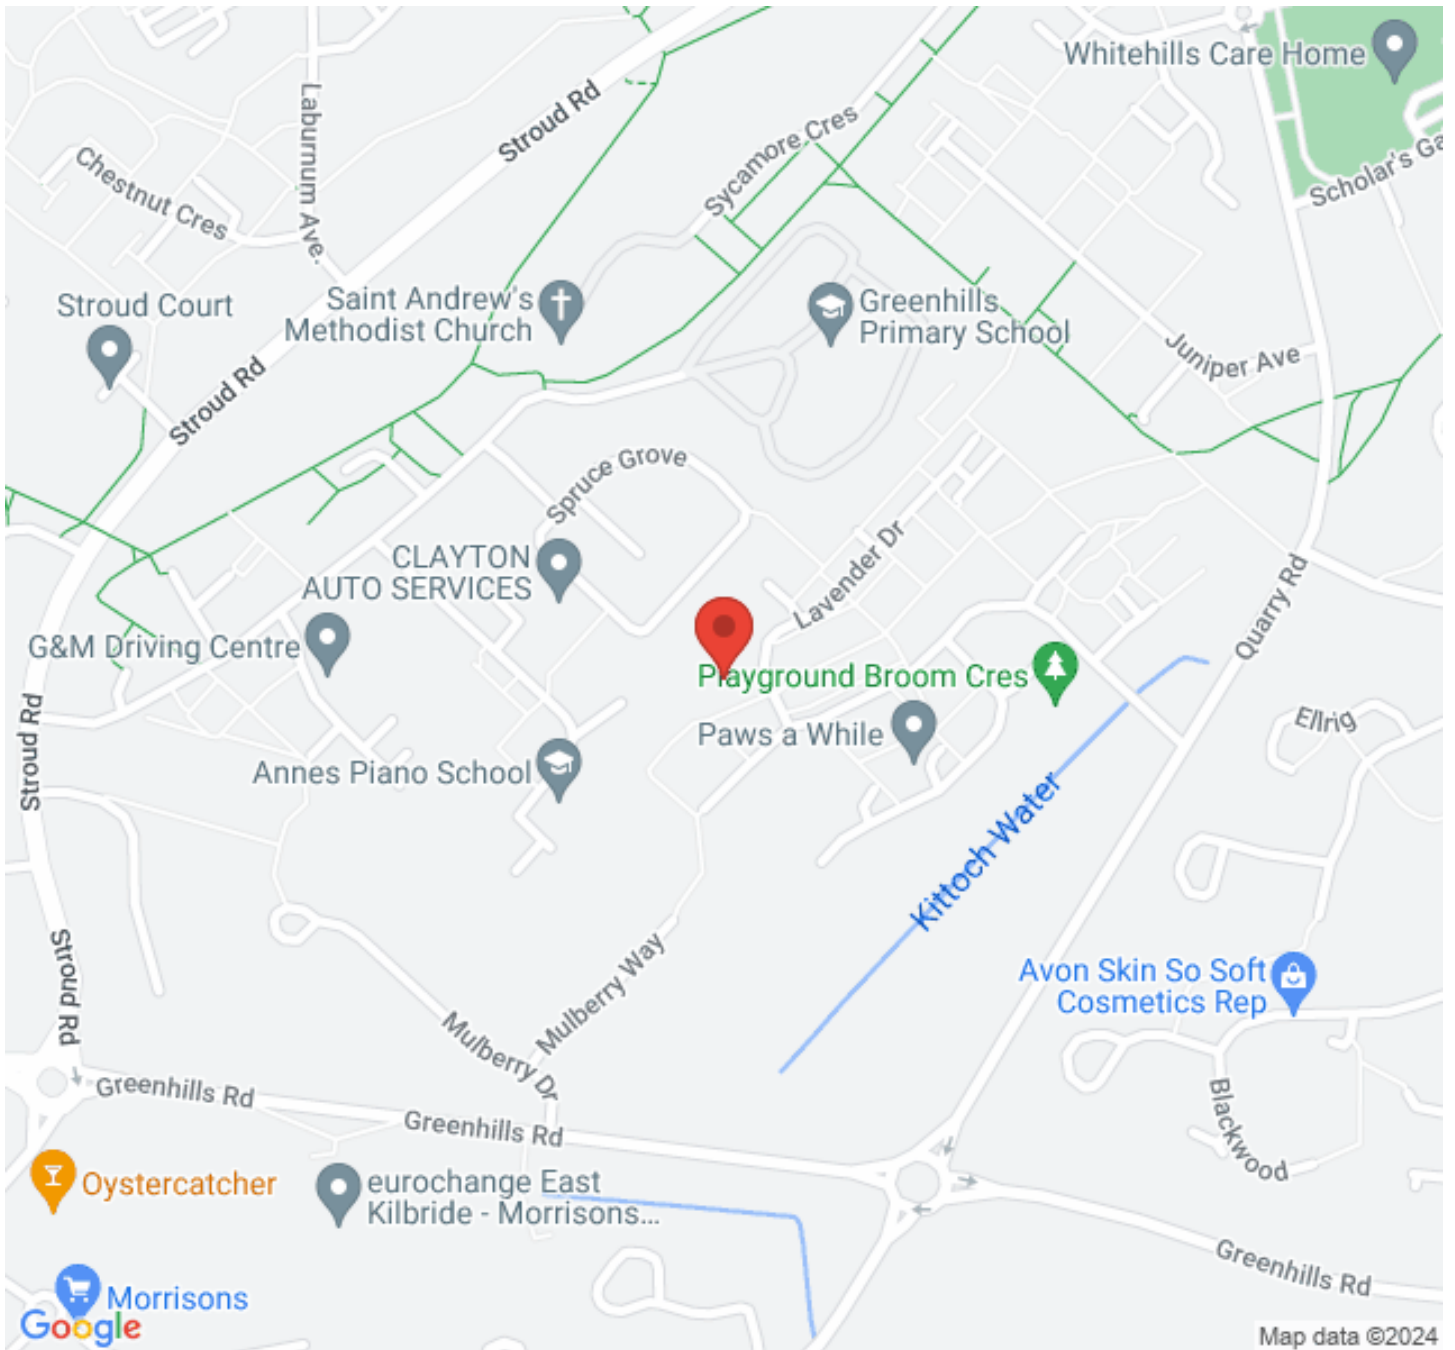 Whitehills Care Home
Stroud Rd
Laburnum Ave.
Sycamore Cres
Chestnut Cres
Scholar's Ga
Stroud Court
Saint Andrew's
Methodist Church
Greenhills
Primary School
Juniper Ave
Stroud Rd
Spruce Grove
CLAYTON
AUTO SERVICES
Lavender Dr
Quarry Rd
G&M Driving Centre
Playground Broom Cres
Paws a While
Ellrig
Stroud Rd
Annes Piano School
Kittoch Water
Stroud Rd
Mulberry Way
Avon Skin So Soft
Cosmetics Rep
Mulberry Dr
Greenhills Rd
Greenhills Rd
Blackwood
Oystercatcher
eurochange East
Kilbride - Morrisons...
Greenhills Rd
Morrisons
Google
Map data ©2024